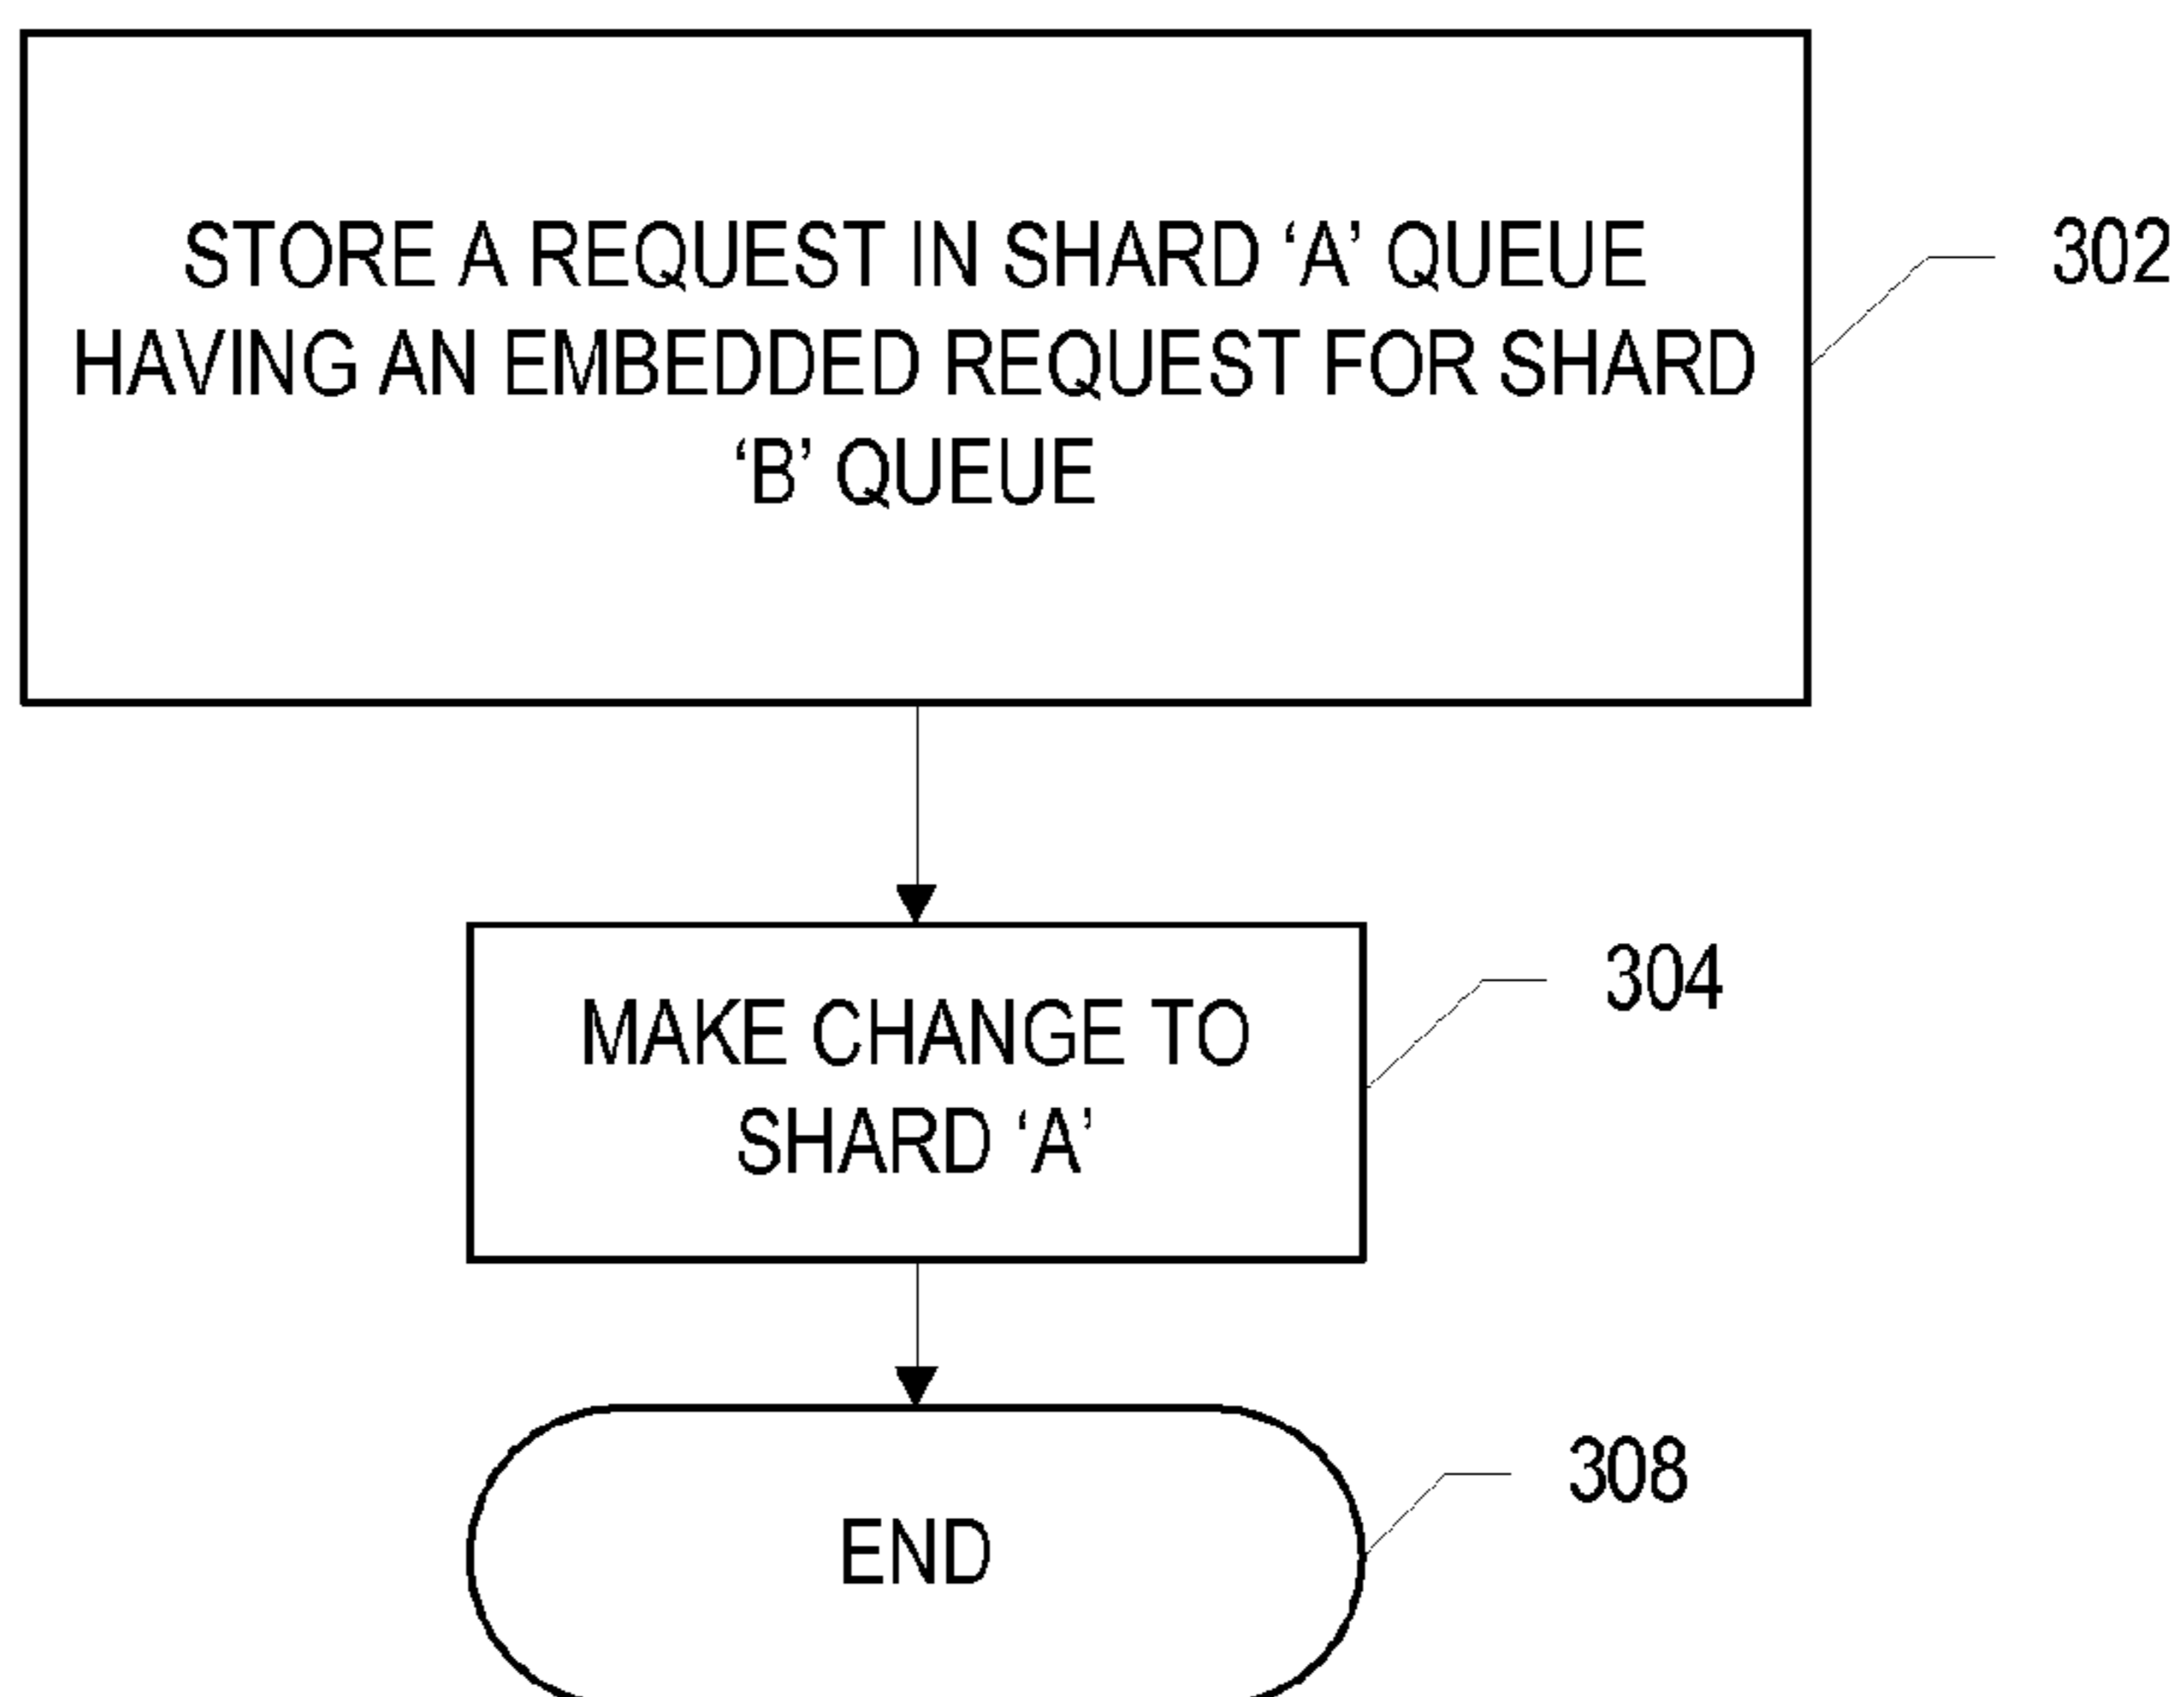 STORE A REQUEST IN SHARD ‘A’ QUEUE
HAVING AN EMBEDDED REQUEST FOR SHARD
‘B’ QUEUE
302
MAKE CHANGE TO
SHARD ‘A’
304
END
308